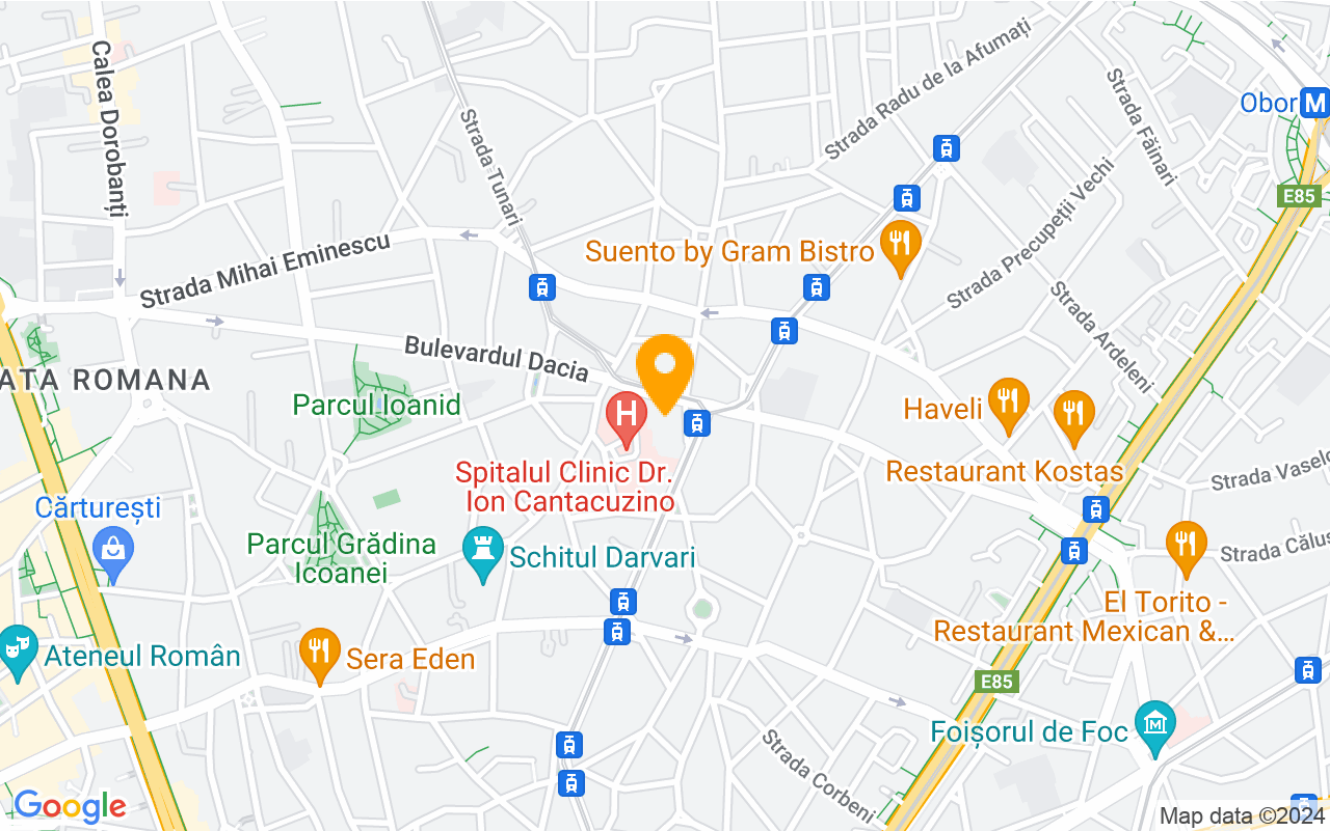 Calea Dorobanți
Strada Tunari
Strada Radu de la Afumați
Strada Făinari
Obor M
E85
Strada Mihai Eminescu
Suento by Gram Bistro
Strada Precupeții Vechi
Strada Ardeleni
Bulevardul Dacia
ATA ROMANA
Parcul Ioanid
H
Haveli
Spitalul Clinic Dr.
Ion Cantacuzino
Restaurant Kostas
Strada Vaselo
Cărturești
Parcul Grădina
Icoanei
Schitul Darvari
Strada Căluș
El Torito -
Restaurant Mexican &...
Ateneul Român
Sera Eden
E85
Foișorul de Foc
M
Strada Corbeni
Google
Map data ©2024